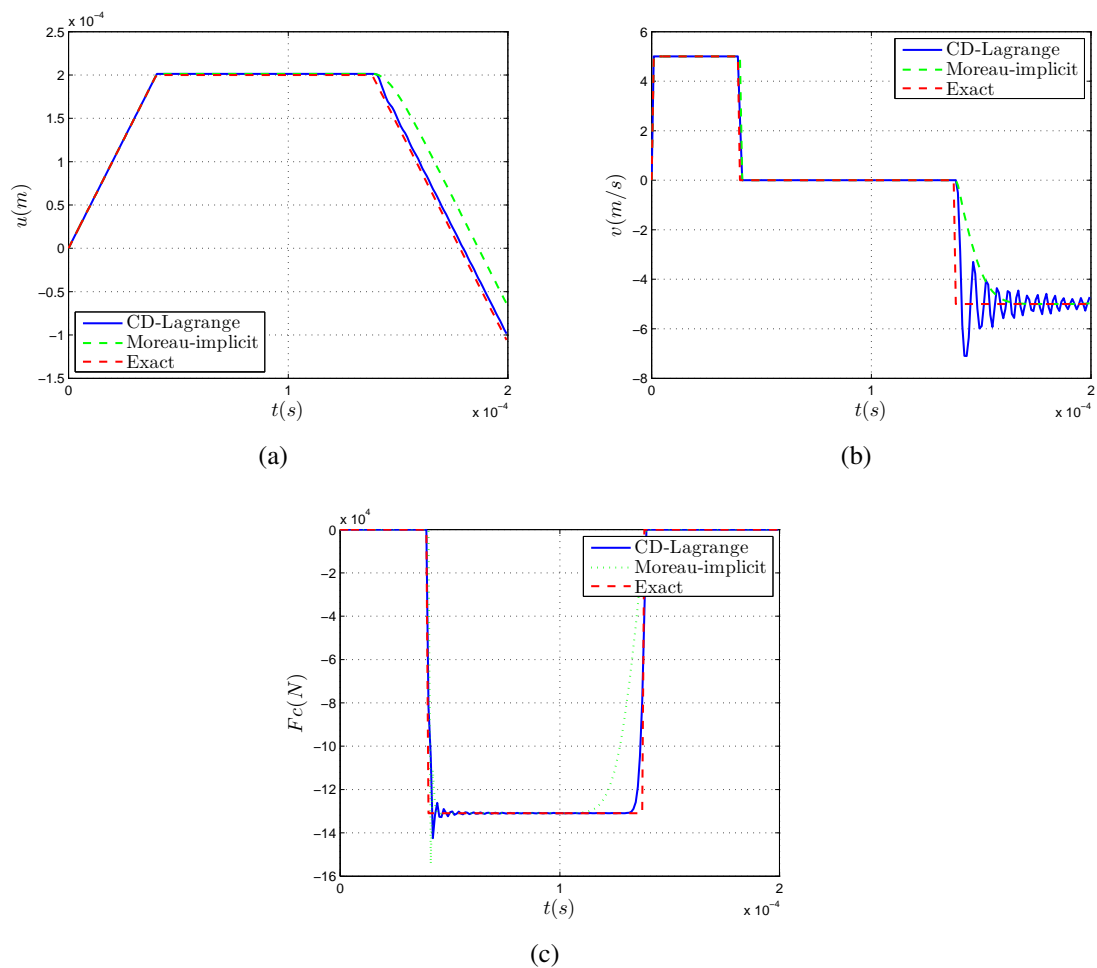 x 10⁻⁴
2.5
2
1.5
1
0.5
0
−0.5
−1
−1.5
u(m)
CD-Lagrange
Moreau-implicit
Exact
0 1 2
t(s)
x 10⁻⁴
(a)
6
4
2
0
−2
−4
−6
−8
v(m/s)
CD-Lagrange
Moreau-implicit
Exact
0 1 2
t(s)
x 10⁻⁴
(b)
x 10⁴
0
−2
−4
−6
−8
−10
−12
−14
−16
Fc(N)
CD-Lagrange
Moreau-implicit
Exact
0 1 2
t(s)
x 10⁻⁴
(c)